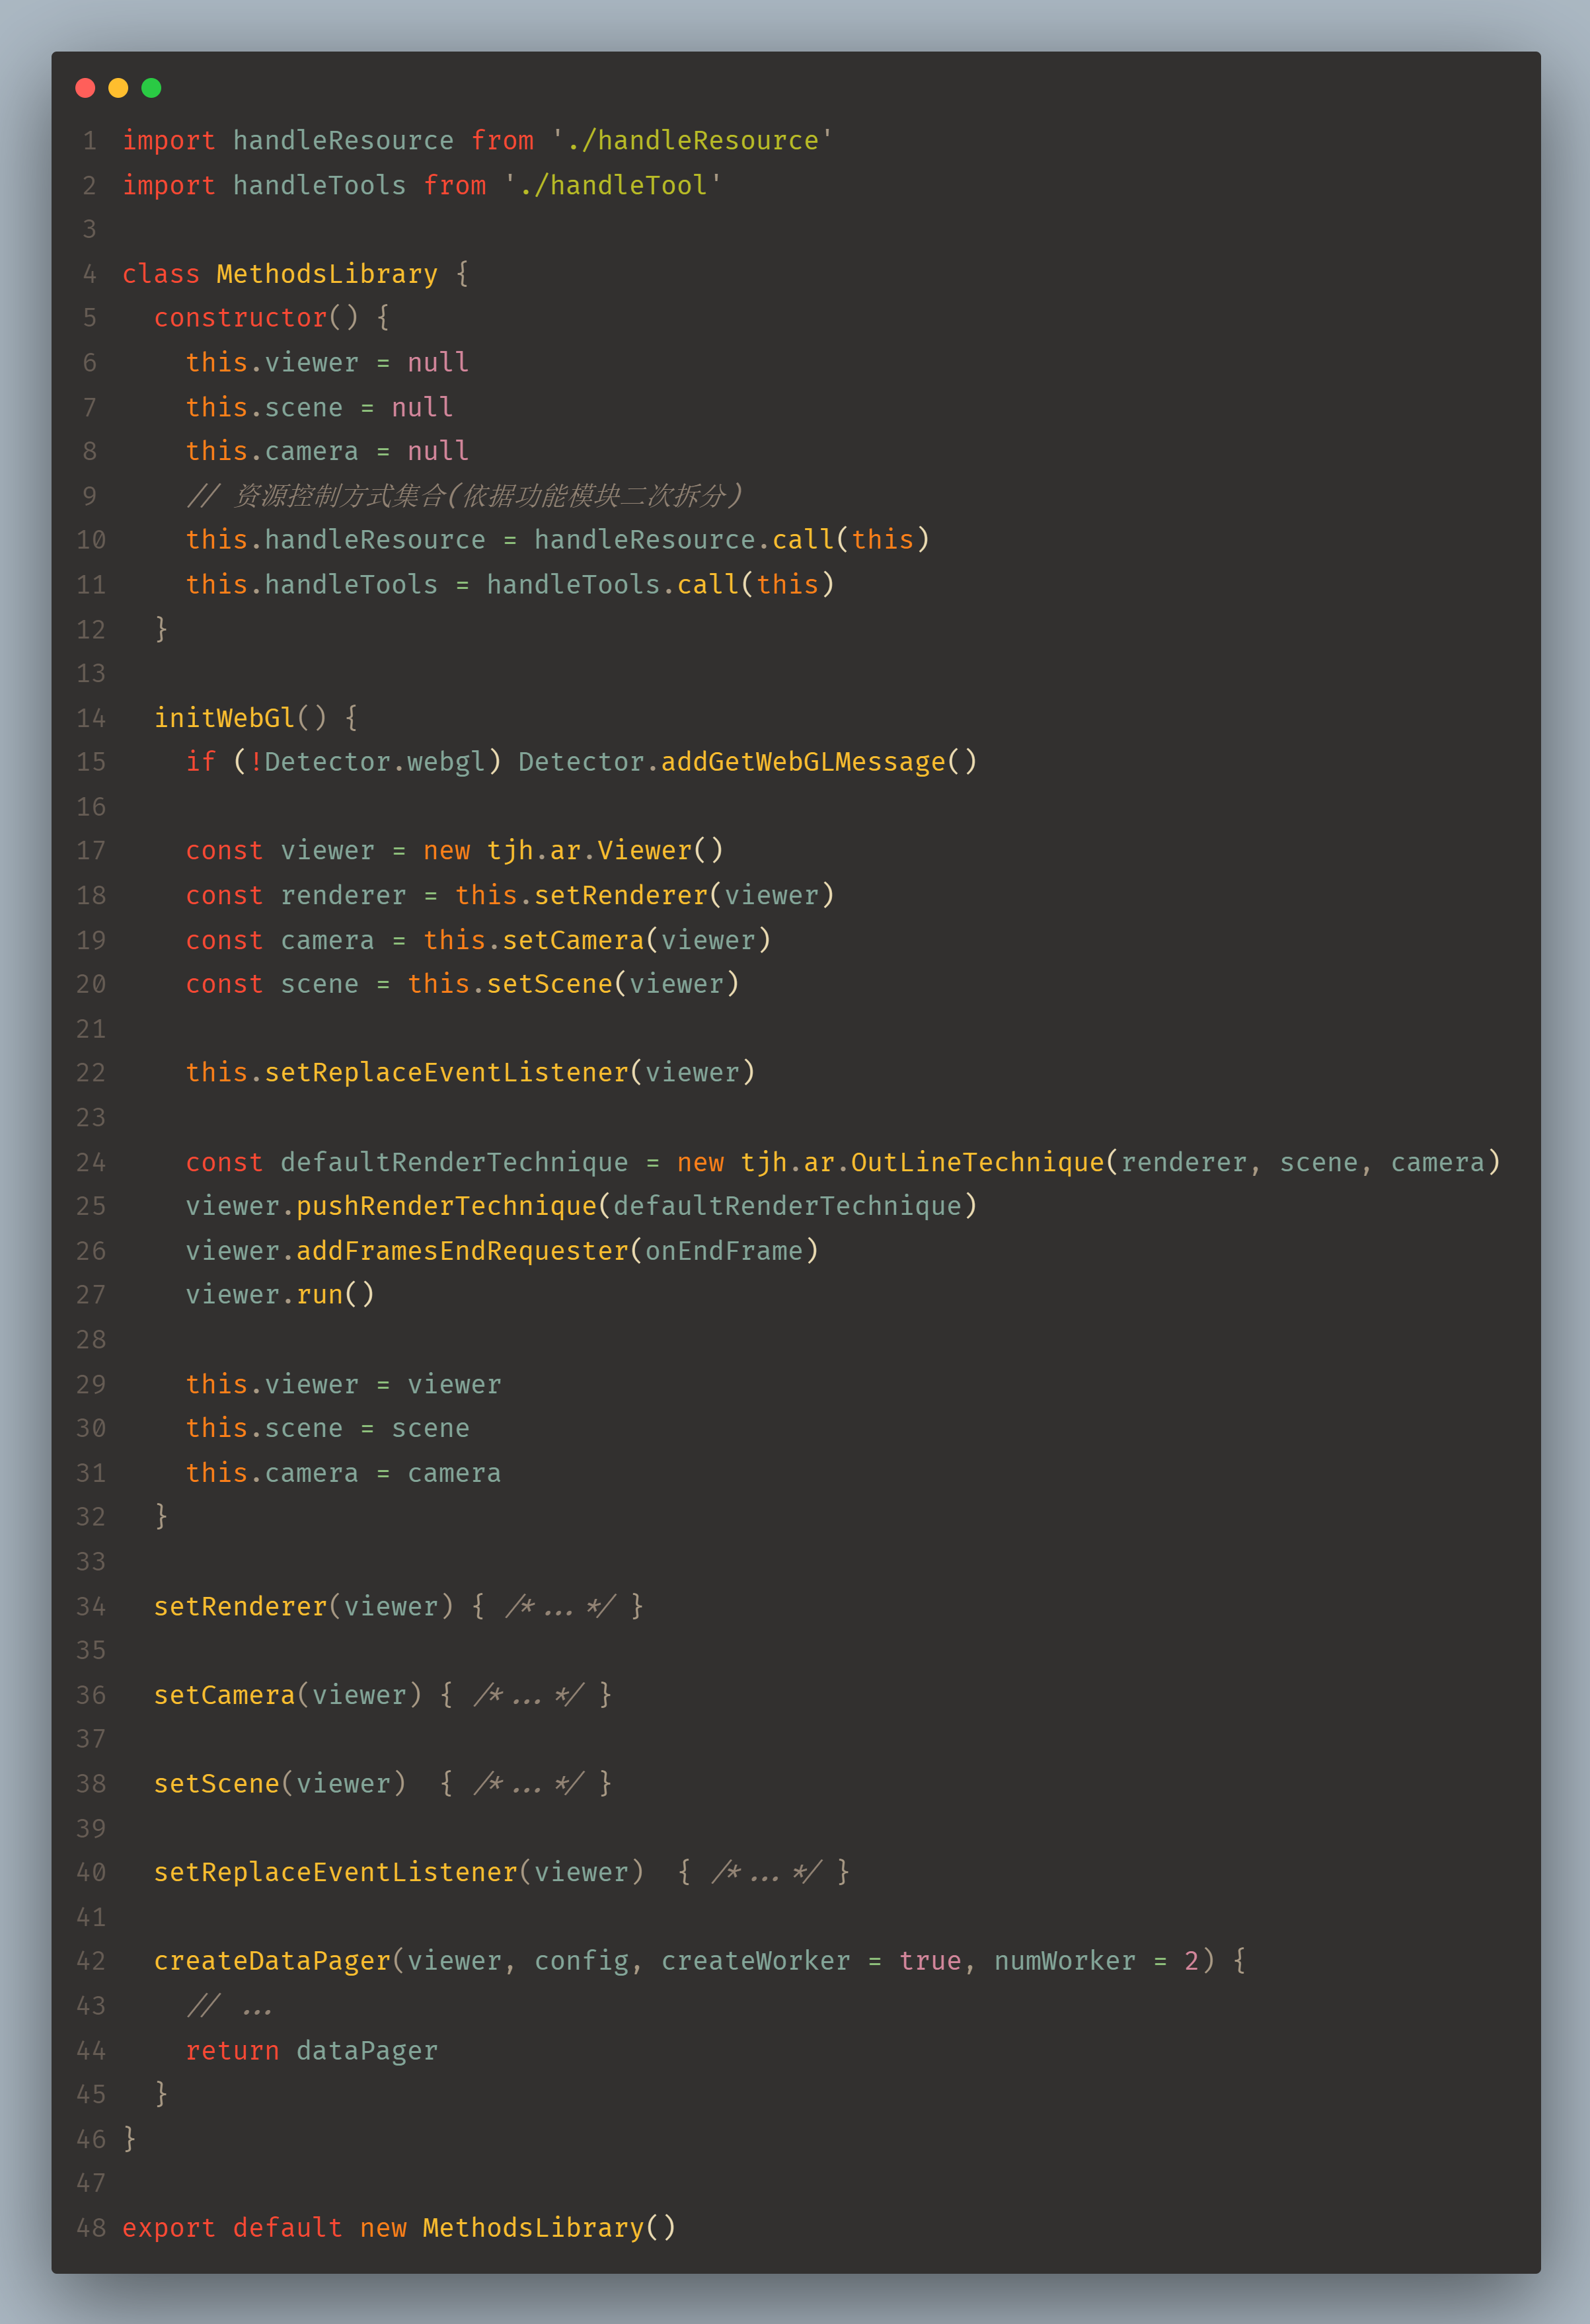 1 import handleResource from './handleResource'
2 import handleTools from './handleTool'
3
4 class MethodsLibrary {
5   constructor() {
6     this.viewer = null
7     this.scene = null
8     this.camera = null
9     // 资源控制方式集合(依据功能模块二次拆分)
10     this.handleResource = handleResource.call(this)
11     this.handleTools = handleTools.call(this)
12   }
13
14   initWebGl() {
15     if (!Detector.webgl) Detector.addGetWebGLMessage()
16
17     const viewer = new tjh.ar.Viewer()
18     const renderer = this.setRenderer(viewer)
19     const camera = this.setCamera(viewer)
20     const scene = this.setScene(viewer)
21
22     this.setReplaceEventListener(viewer)
23
24     const defaultRenderTechnique = new tjh.ar.OutLineTechnique(renderer, scene, camera)
25     viewer.pushRenderTechnique(defaultRenderTechnique)
26     viewer.addFramesEndRequester(onEndFrame)
27     viewer.run()
28
29     this.viewer = viewer
30     this.scene = scene
31     this.camera = camera
32   }
33
34   setRenderer(viewer) { /*...*/ }
35
36   setCamera(viewer) { /*...*/ }
37
38   setScene(viewer)  { /*...*/ }
39
40   setReplaceEventListener(viewer)  { /*...*/ }
41
42   createDataPager(viewer, config, createWorker = true, numWorker = 2) {
43     // ...
44     return dataPager
45   }
46 }
47
48 export default new MethodsLibrary()